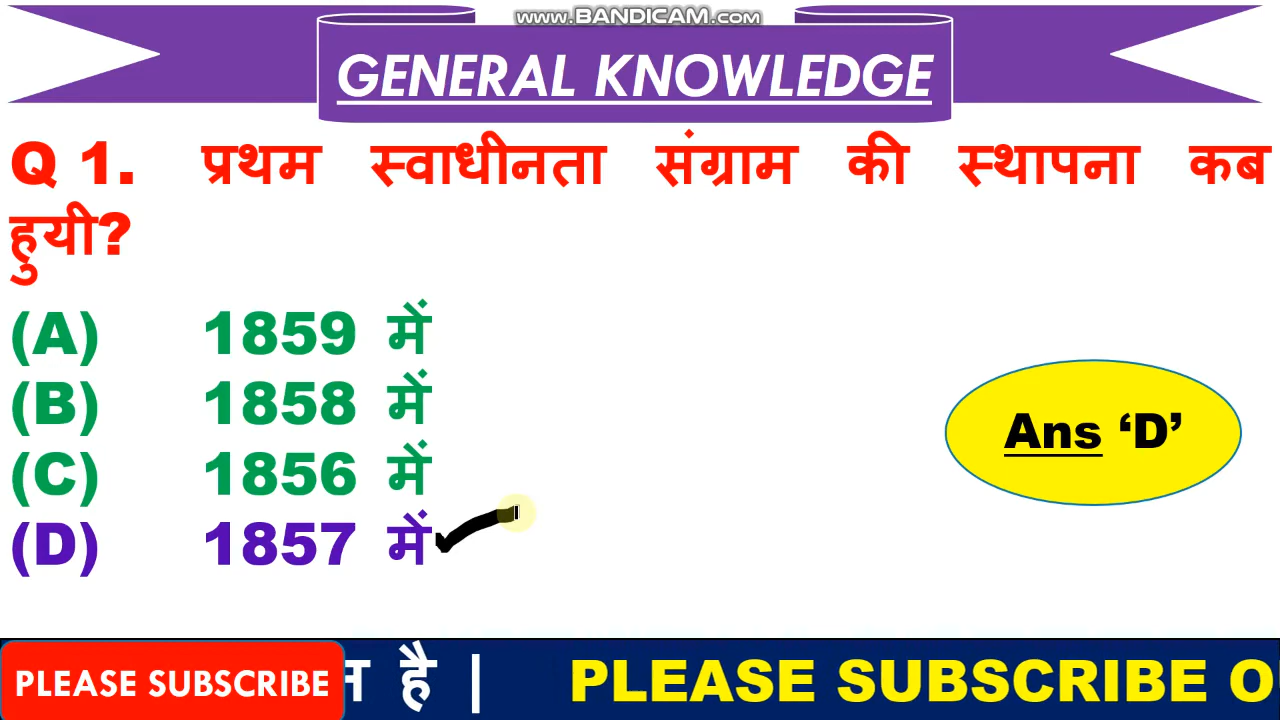 www.BANDICAM.com
GENERAL KNOWLEDGE
Q 1. प्रथम स्वाधीनता संग्राम की स्थापना कब
हुयी?
(A) 1859 में
(B) 1858 में
(C) 1856 में
(D) 1857 में
Ans ‘D’
PLEASE SUBSCRIBE है | PLEASE SUBSCRIBE O